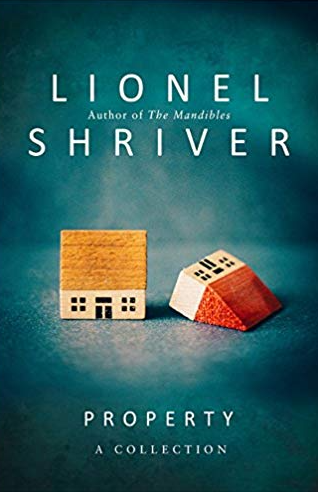 LIONEL
Author of The Mandibles
SHRIVER
PROPERTY
A COLLECTION